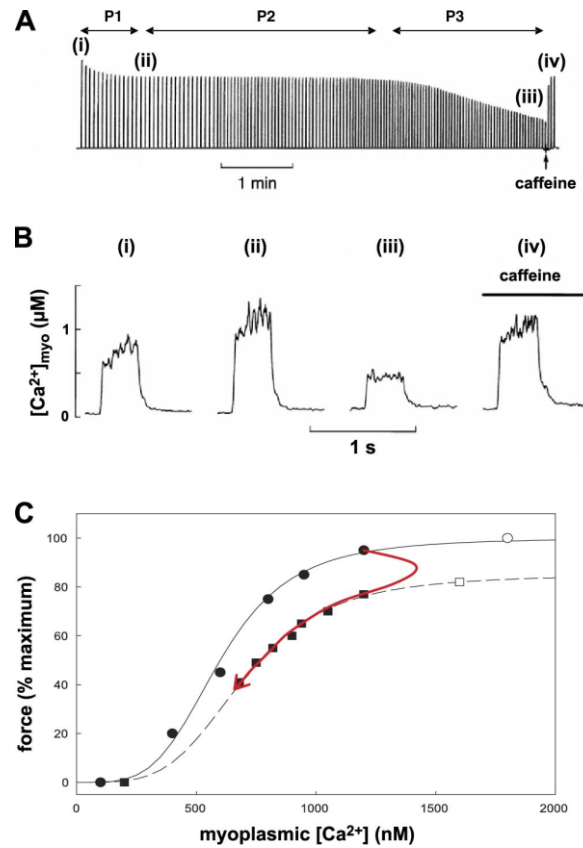 A
P1 P2 P3
(i) (ii) (iii) (iv)
1 min
caffeine
B
(i) (ii) (iii) (iv)
caffeine
[Ca²⁺]myo (µM)
1
0
1 s
C
force (% maximum)
100
80
60
40
20
0
0 500 1000 1500 2000
myoplasmic [Ca²⁺] (nM)